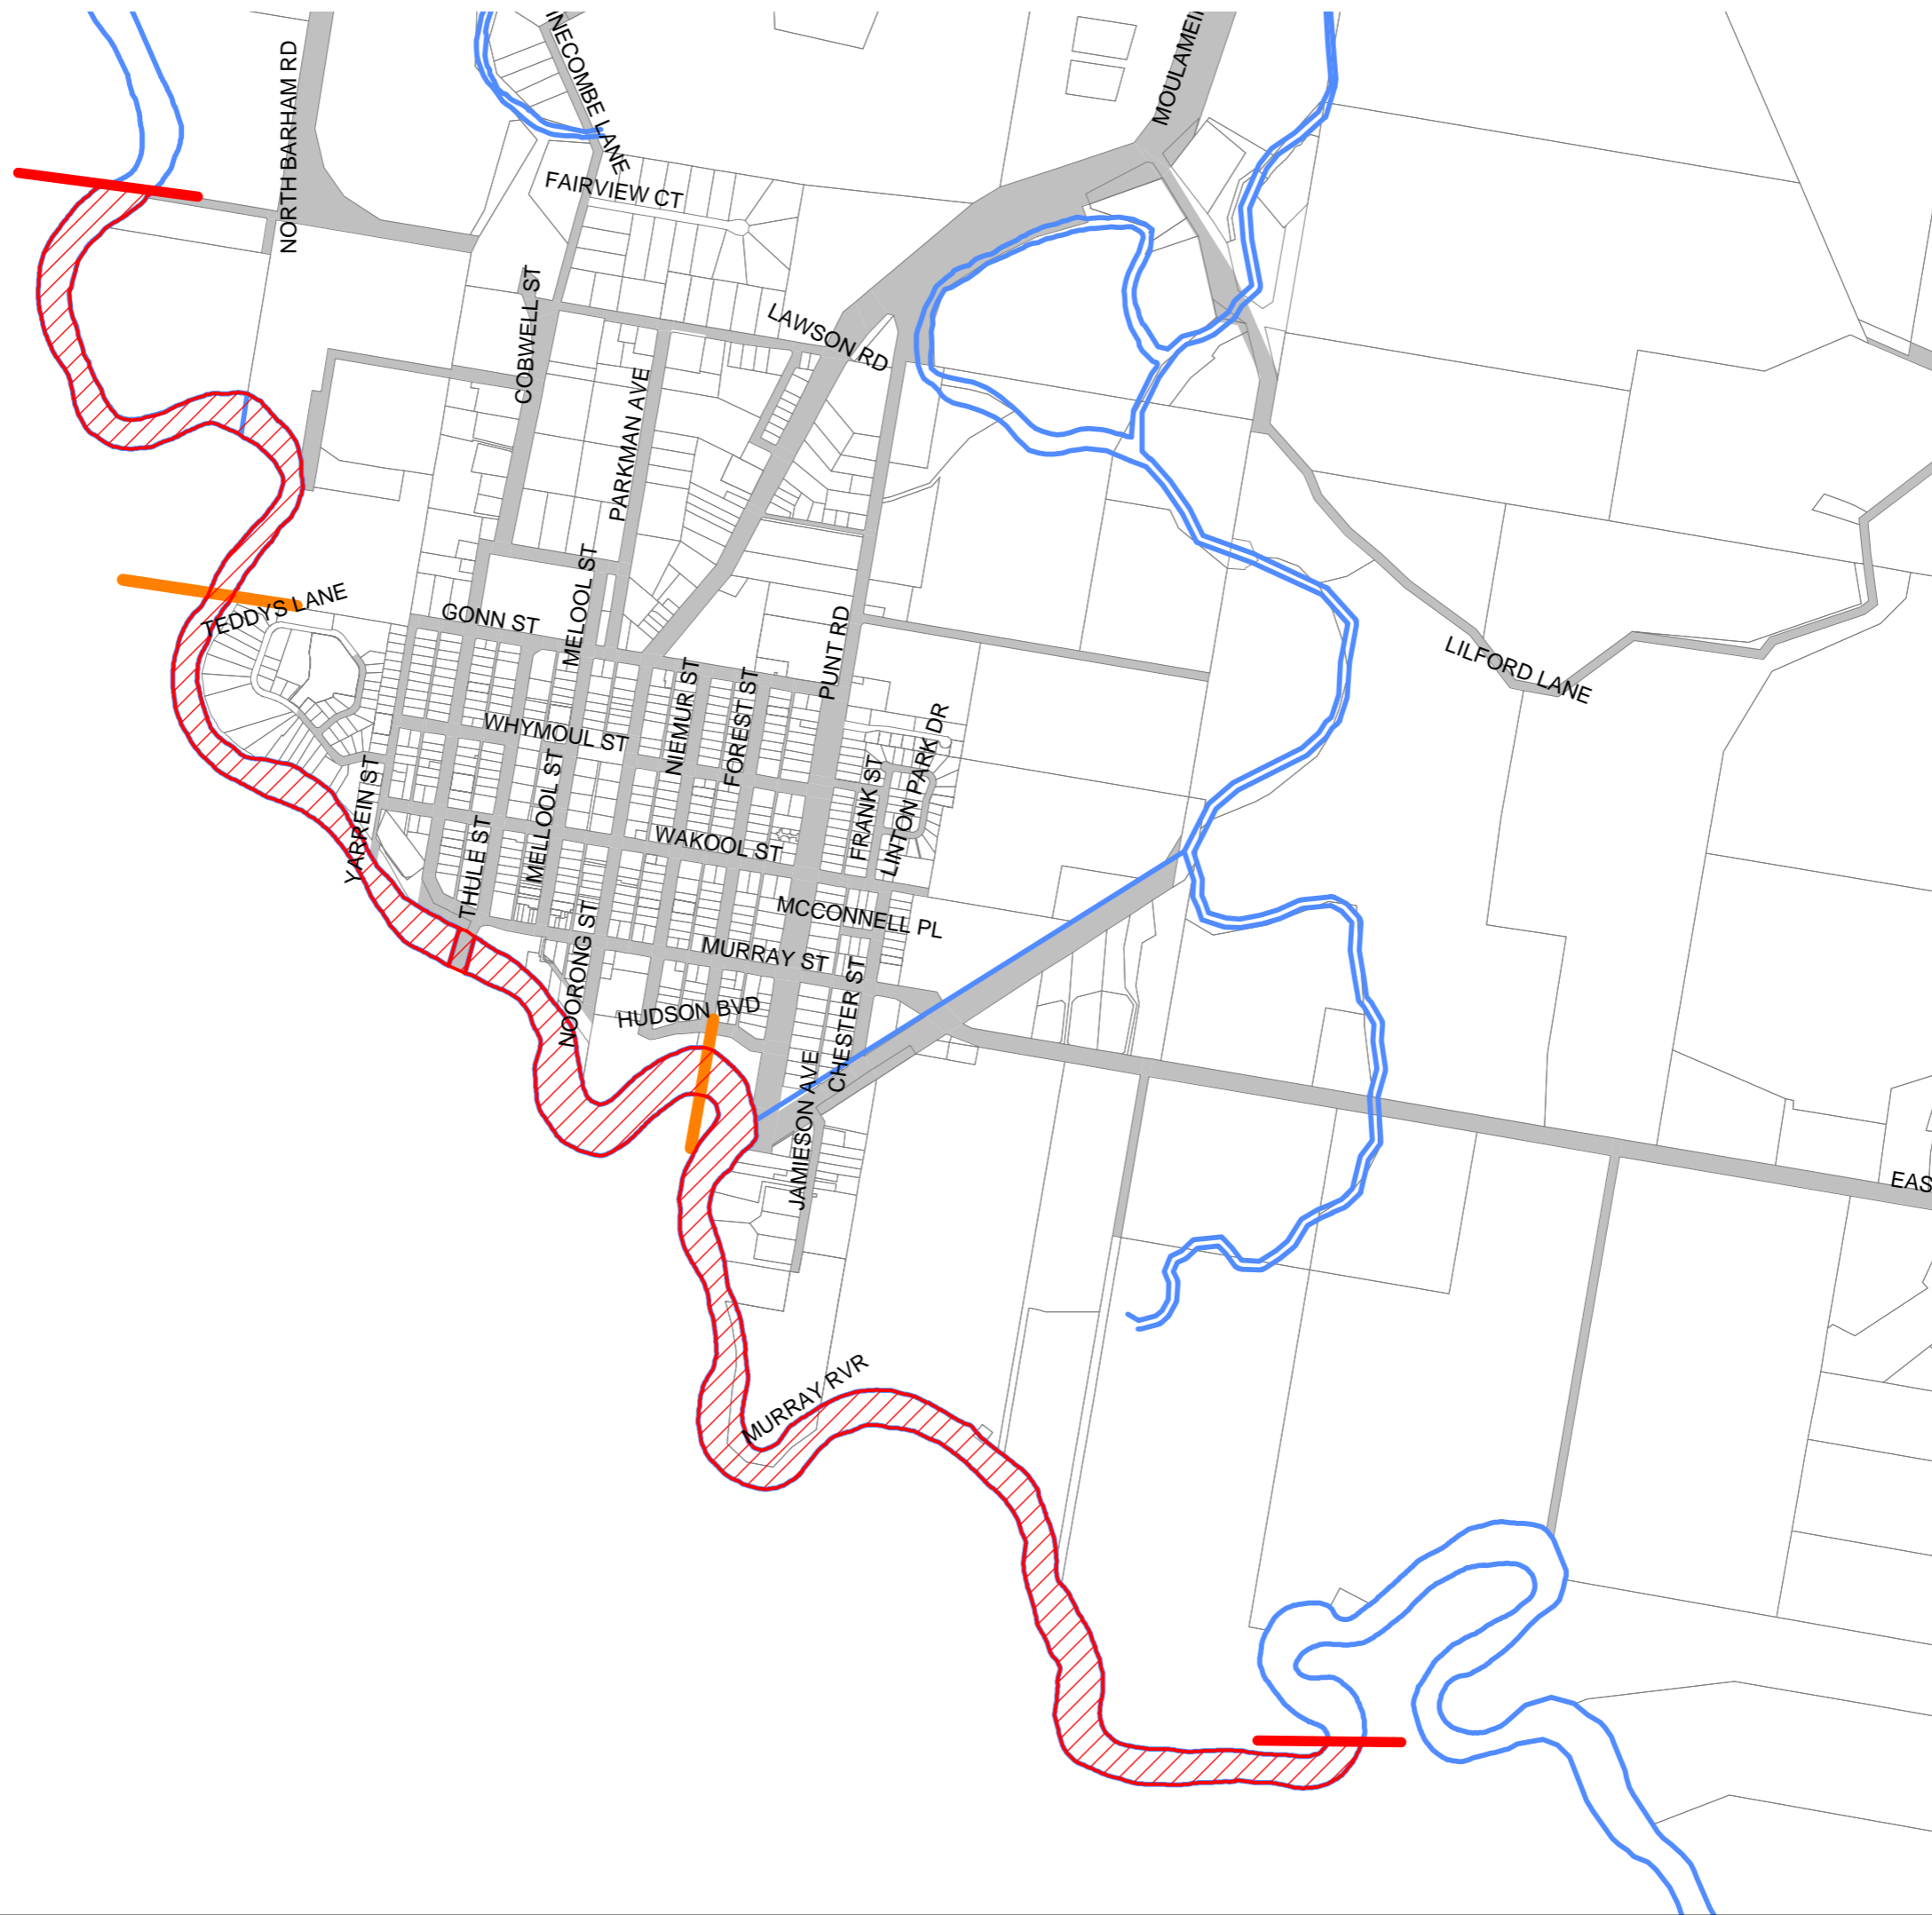 NORTH BARHAM RD
NECOMBE LANE
FAIRVIEW CT
COBWELL ST
LAWSON RD
PARKMAN AVE
TEDDYS LANE
GONN ST
MELOOL ST
PUNT RD
LILFORD LANE
NIEMUR ST
FOREST ST
WHYMOUL ST
MELLOOL ST
YARREIN ST
FRANK ST
LINTON PARK DR
WAKOOL ST
THULE ST
MCCONNELL PL
NOORONG ST
MURRAY ST
HUDSON BVD
CHESTER ST
JAMIESON AVE
EAS
MURRAY RVR